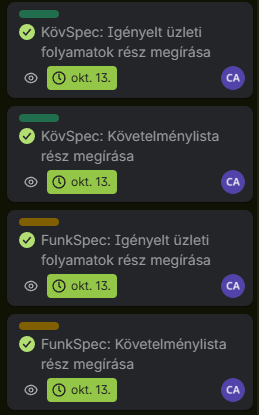 KövSpec: Igényelt üzleti
folyamatok rész megírása
okt. 13.
CA
KövSpec: Követelménylista
rész megírása
okt. 13.
CA
FunkSpec: Igényelt üzleti
folyamatok rész megírása
okt. 13.
CA
FunkSpec: Követelménylista
rész megírása
okt. 13.
CA